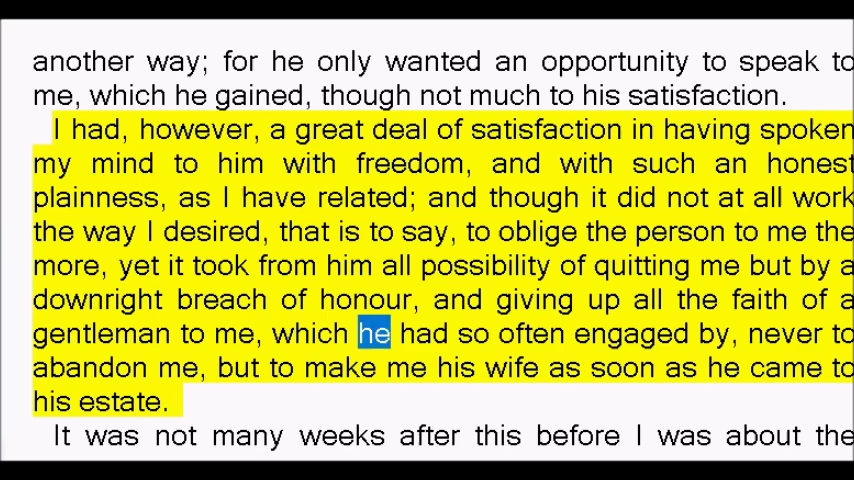 another way; for he only wanted an opportunity to speak to
me, which he gained, though not much to his satisfaction.
I had, however, a great deal of satisfaction in having spoken
my mind to him with freedom, and with such an honest
plainness, as I have related; and though it did not at all work
the way I desired, that is to say, to oblige the person to me the
more, yet it took from him all possibility of quitting me but by a
downright breach of honour, and giving up all the faith of a
gentleman to me, which he had so often engaged by, never to
abandon me, but to make me his wife as soon as he came to
his estate.
It was not many weeks after this before I was about the